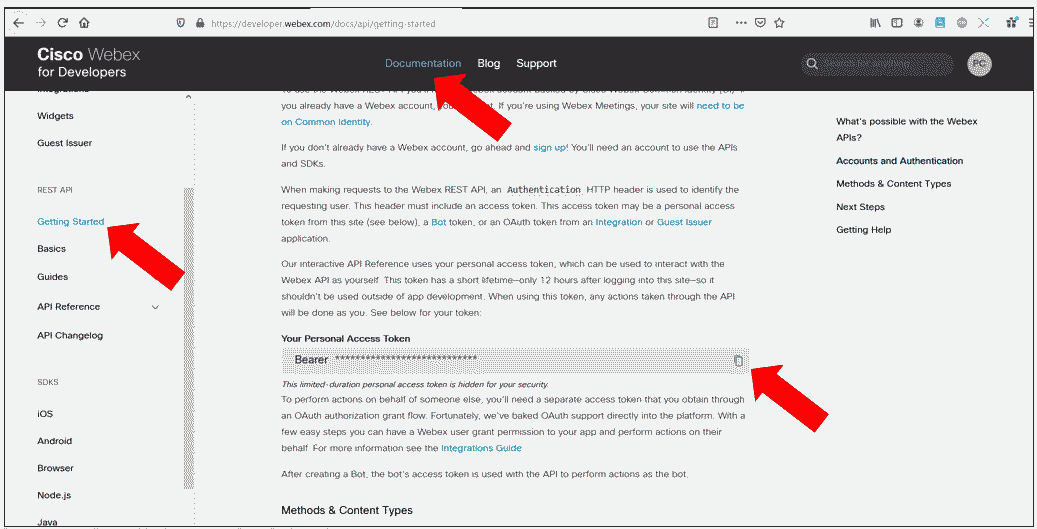 https://developer.webex.com/docs/api/getting-started
Cisco Webex
for Developers
Documentation Blog Support
Search for anything
PC
Integrations
Widgets
Guest Issuer
REST API
Getting Started
Basics
Guides
API Reference
API Changelog
SDKS
iOS
Android
Browser
Node.js
Java
you already have a Webex account, you If you're using Webex Meetings, your site will need to be
on Common Identity.
If you don't already have a Webex account, go ahead and sign up! You'll need an account to use the APIs
and SDKs.
When making requests to the Webex REST API, an Authentication HTTP header is used to identify the
requesting user. This header must include an access token. This access token may be a personal access
token from this site (see below), a Bot token, or an OAuth token from an Integration or Guest Issuer
application.
Our interactive API Reference uses your personal access token, which can be used to interact with the
Webex API as yourself. This token has a short lifetime—only 12 hours after logging into this site—so it
shouldn't be used outside of app development. When using this token, any actions taken through the API
will be done as you. See below for your token:
Your Personal Access Token
Bearer ****************************
This limited-duration personal access token is hidden for your security.
To perform actions on behalf of someone else, you'll need a separate access token that you obtain through
an OAuth authorization grant flow. Fortunately, we've baked OAuth support directly into the platform. With a
few easy steps you can have a Webex user grant permission to your app and perform actions on their
behalf. For more information see the Integrations Guide
After creating a Bot, the bot's access token is used with the API to perform actions as the bot.
Methods & Content Types
What's possible with the Webex
APIs?
Accounts and Authentication
Methods & Content Types
Next Steps
Getting Help